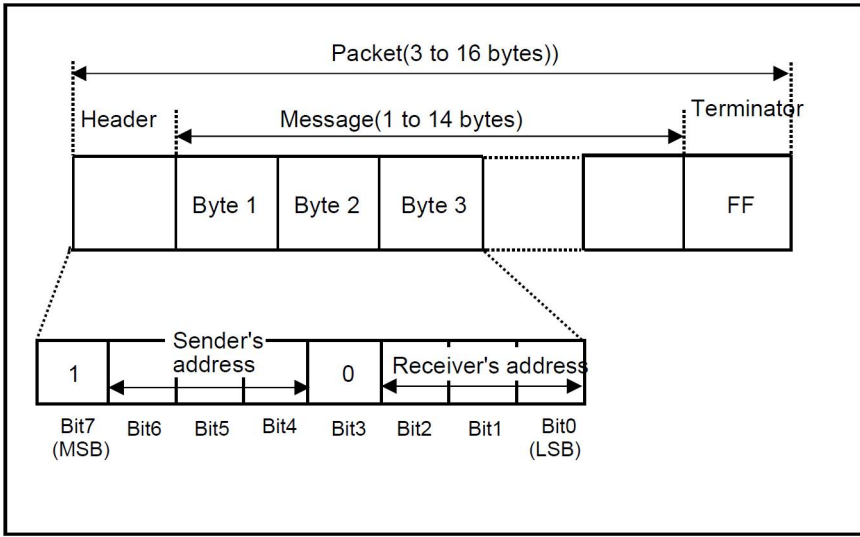 Packet(3 to 16 bytes))
Header
Message(1 to 14 bytes)
Terminator
Byte 1
Byte 2
Byte 3
FF
1
Sender's
address
0
Receiver's address
Bit7
(MSB)
Bit6
Bit5
Bit4
Bit3
Bit2
Bit1
Bit0
(LSB)